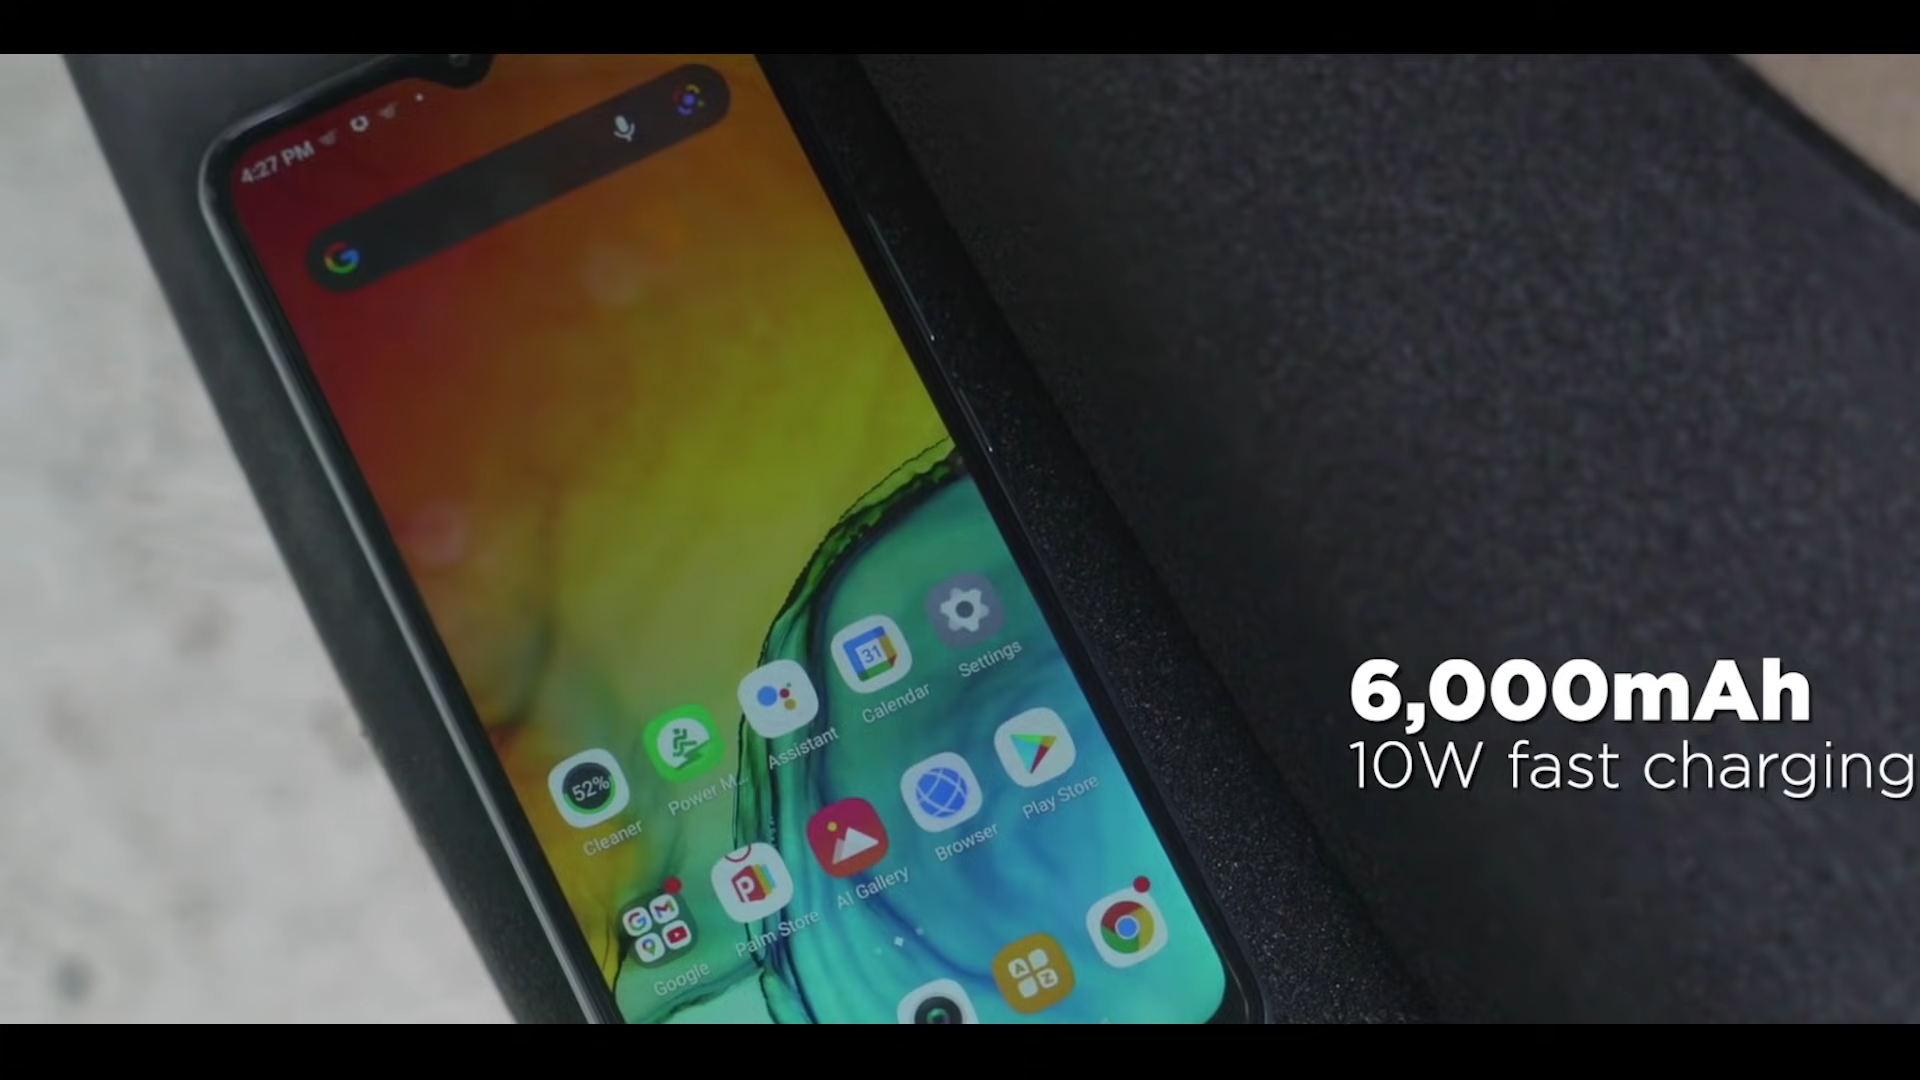 4:27 PM
6,000mAh
10W fast charging
31
Settings
Calendar
Assistant
52%
Power M...
Cleaner
Play Store
Browser
AI Gallery
Palm Store
Google
A
Z